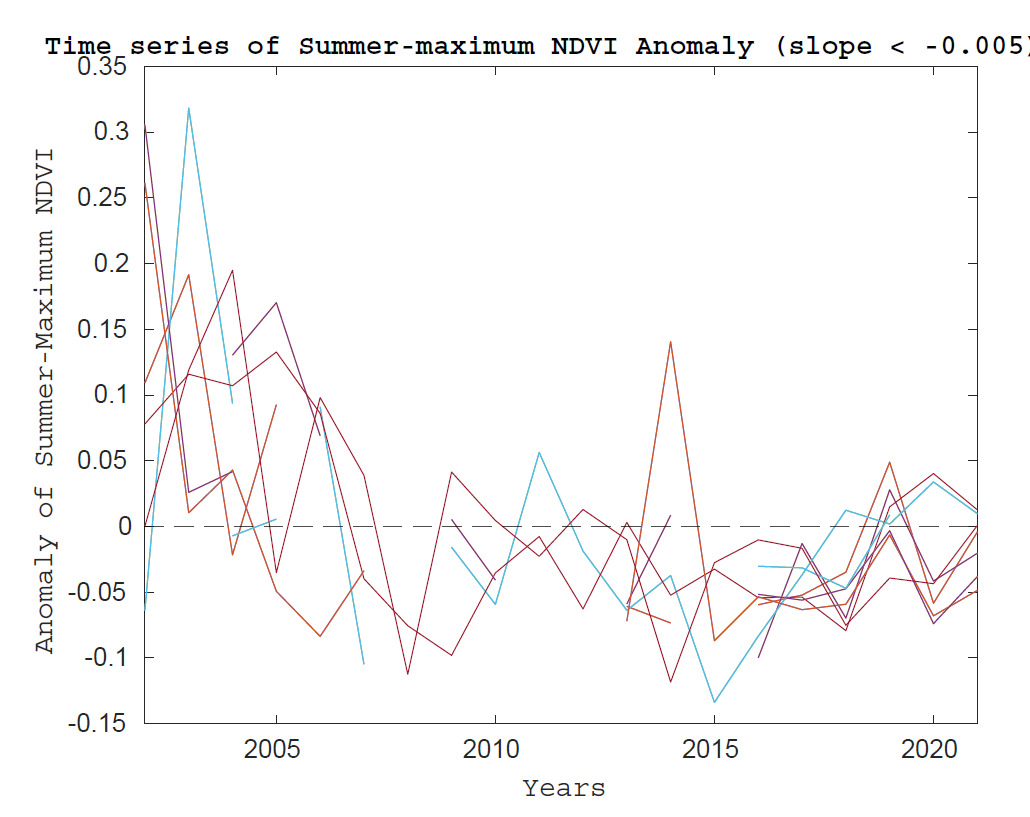 Time series of Summer-maximum NDVI Anomaly (slope < -0.005)
0.35
0.3
0.25
0.2
0.15
0.1
0.05
0
-0.05
-0.1
-0.15
Anomaly of Summer-Maximum NDVI
2005 2010 2015 2020
Years